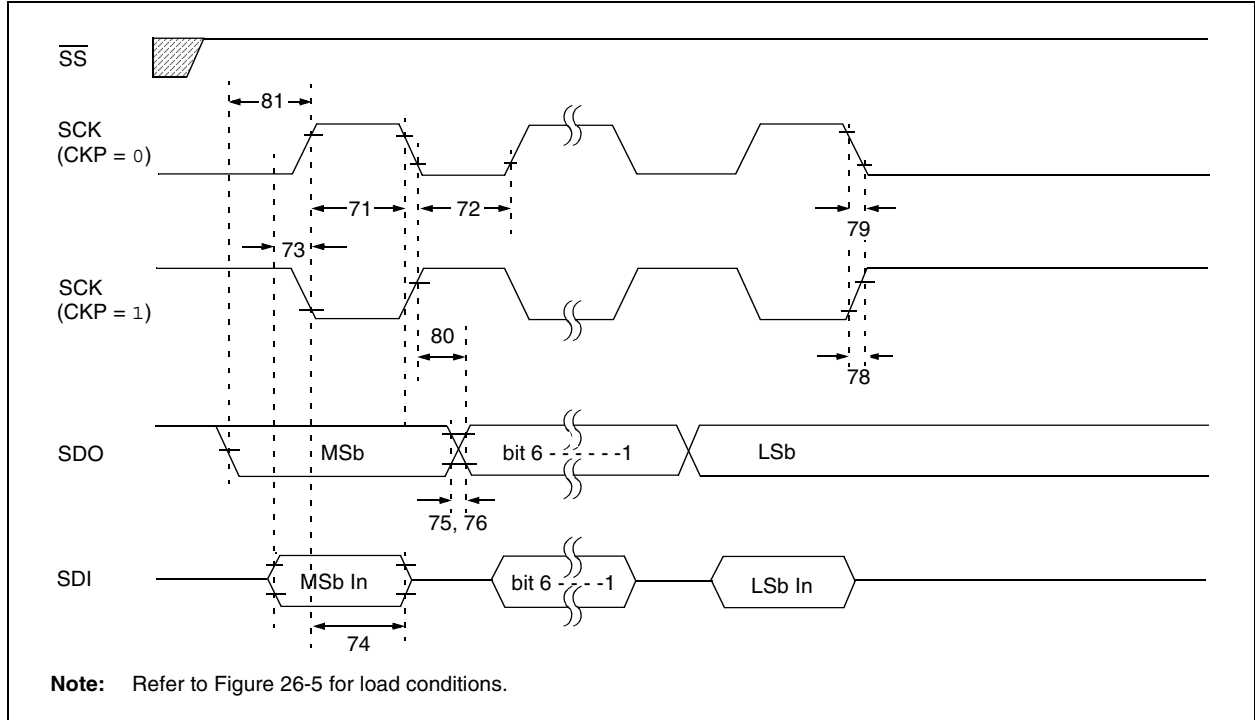 SS
81
SCK
(CKP = 0)
71
72
79
73
SCK
(CKP = 1)
80
78
SDO
MSb
bit 6 - - - - - - -1
LSb
75, 76
SDI
MSb In
bit 6 - - - - -1
LSb In
74
Note: Refer to Figure 26-5 for load conditions.